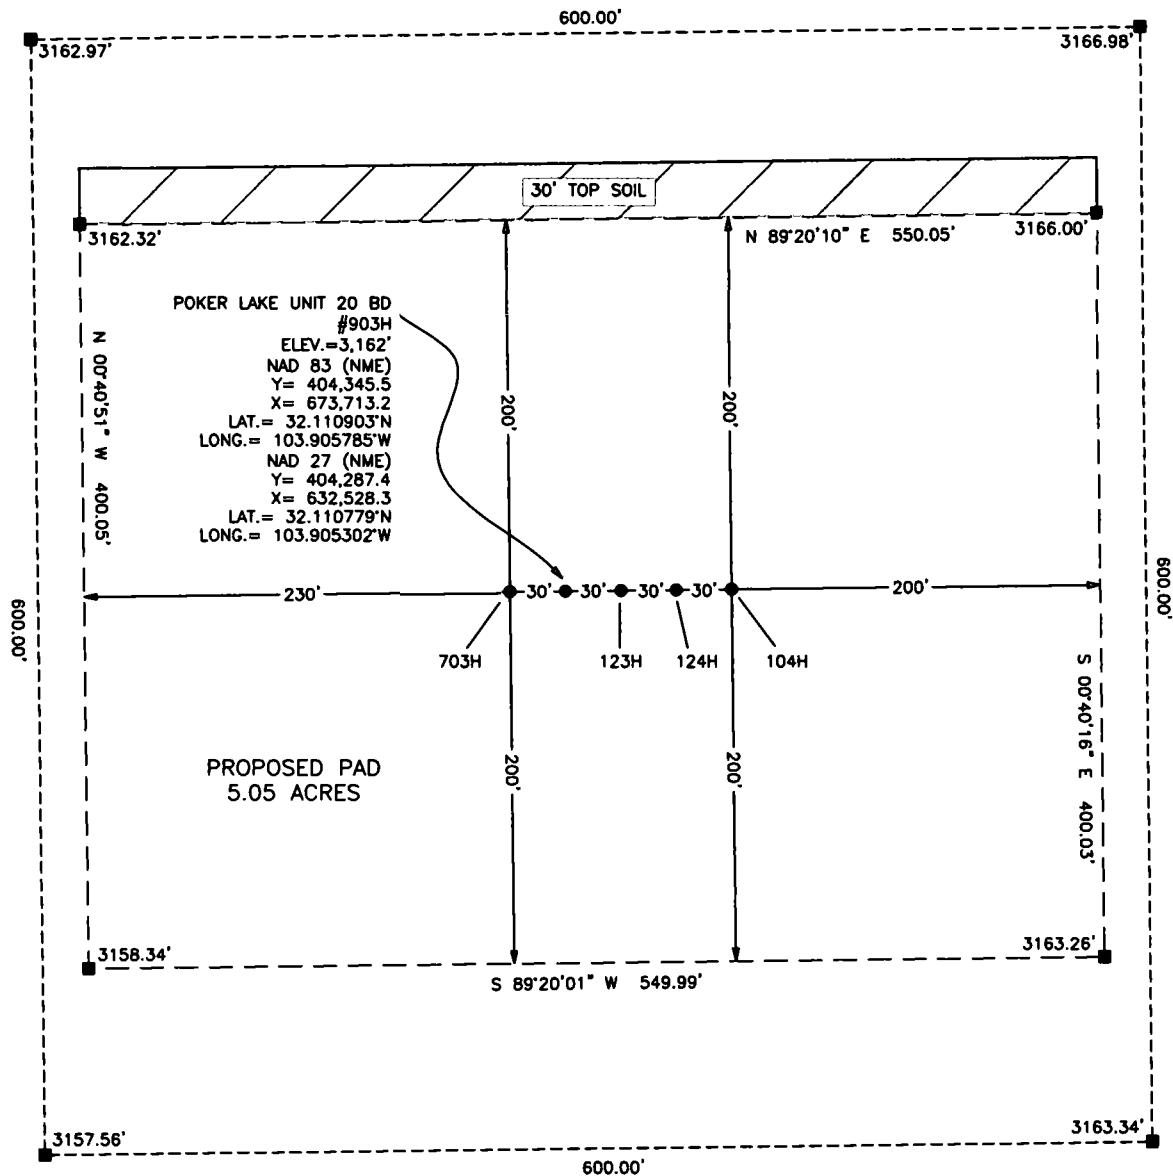 600.00'
3162.97'
3166.98'
30' TOP SOIL
3162.32'
N 89°20'10" E 550.05'
3166.00'
POKER LAKE UNIT 20 BD
#903H
ELEV.=3,162'
NAD 83 (NME)
Y= 404,345.5
X= 673,713.2
LAT.= 32.110903°N
LONG.= 103.905785°W
NAD 27 (NME)
Y= 404,287.4
X= 632,528.3
LAT.= 32.110779°N
LONG.= 103.905302°W
N 00°40'51" W 400.05'
200'
200'
600.00'
230'
30'
30'
30'
30'
200'
600.00'
703H
123H
124H
104H
S 00°40'16" E 400.03'
PROPOSED PAD
5.05 ACRES
200'
200'
3158.34'
3163.26'
S 89°20'01" W 549.99'
3157.56'
3163.34'
600.00'